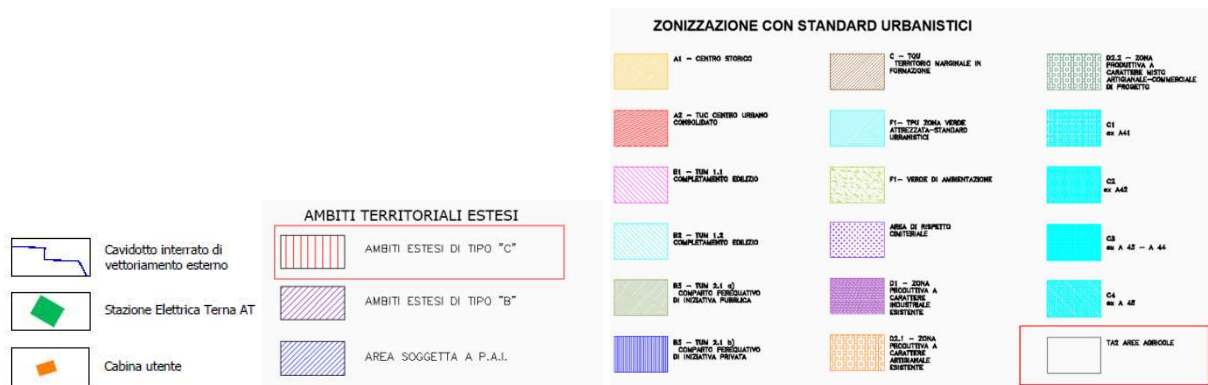 Cavidotto interrato di
vettoriamento esterno
Stazione Elettrica Terna AT
Cabina utente
AMBITI TERRITORIALI ESTESI
AMBITI ESTESI DI TIPO "C"
AMBITI ESTESI DI TIPO "B"
AREA SOGGETTA A P.A.I.
ZONIZZAZIONE CON STANDARD URBANISTICI
A1 - CENTRO STORICO
A2 - TUC CENTRO URBANO
CONSOLIDATO
B1 - TUM 1.1
COMPLETAMENTO EDILIZIO
B2 - TUM 1.2
COMPLETAMENTO EDILIZIO
B3 - TUM 2.1 a)
COMPARTO PEREQUATIVO
DI INIZIATIVA PUBBLICA
B3 - TUM 2.1 b)
COMPARTO PEREQUATIVO
DI INIZIATIVA PRIVATA
C - TQU
TERRITORIO MARGINALE IN
FORMAZIONE
F1- TPU ZONA VERDE
ATTREZZATA-STANDARD
URBANISTICI
F1- VERDE DI AMBIENTAZIONE
AREA DI RISPETTO
CIMITERIALE
D1 - ZONA
PRODUTTIVA A
CARATTERE
INDUSTRIALE
ESISTENTE
D2.1 - ZONA
PRODUTTIVA A
CARATTERE
ARTIGIANALE
ESISTENTE
D2.2 - ZONA
PRODUTTIVA A
CARATTERE MISTO
ARTIGIANALE-COMMERCIALE
DI PROGETTO
C1
ex A41
C2
ex A42
C3
ex A 43 - A 44
C4
ex A 45
TA2 AREE AGRICOLE